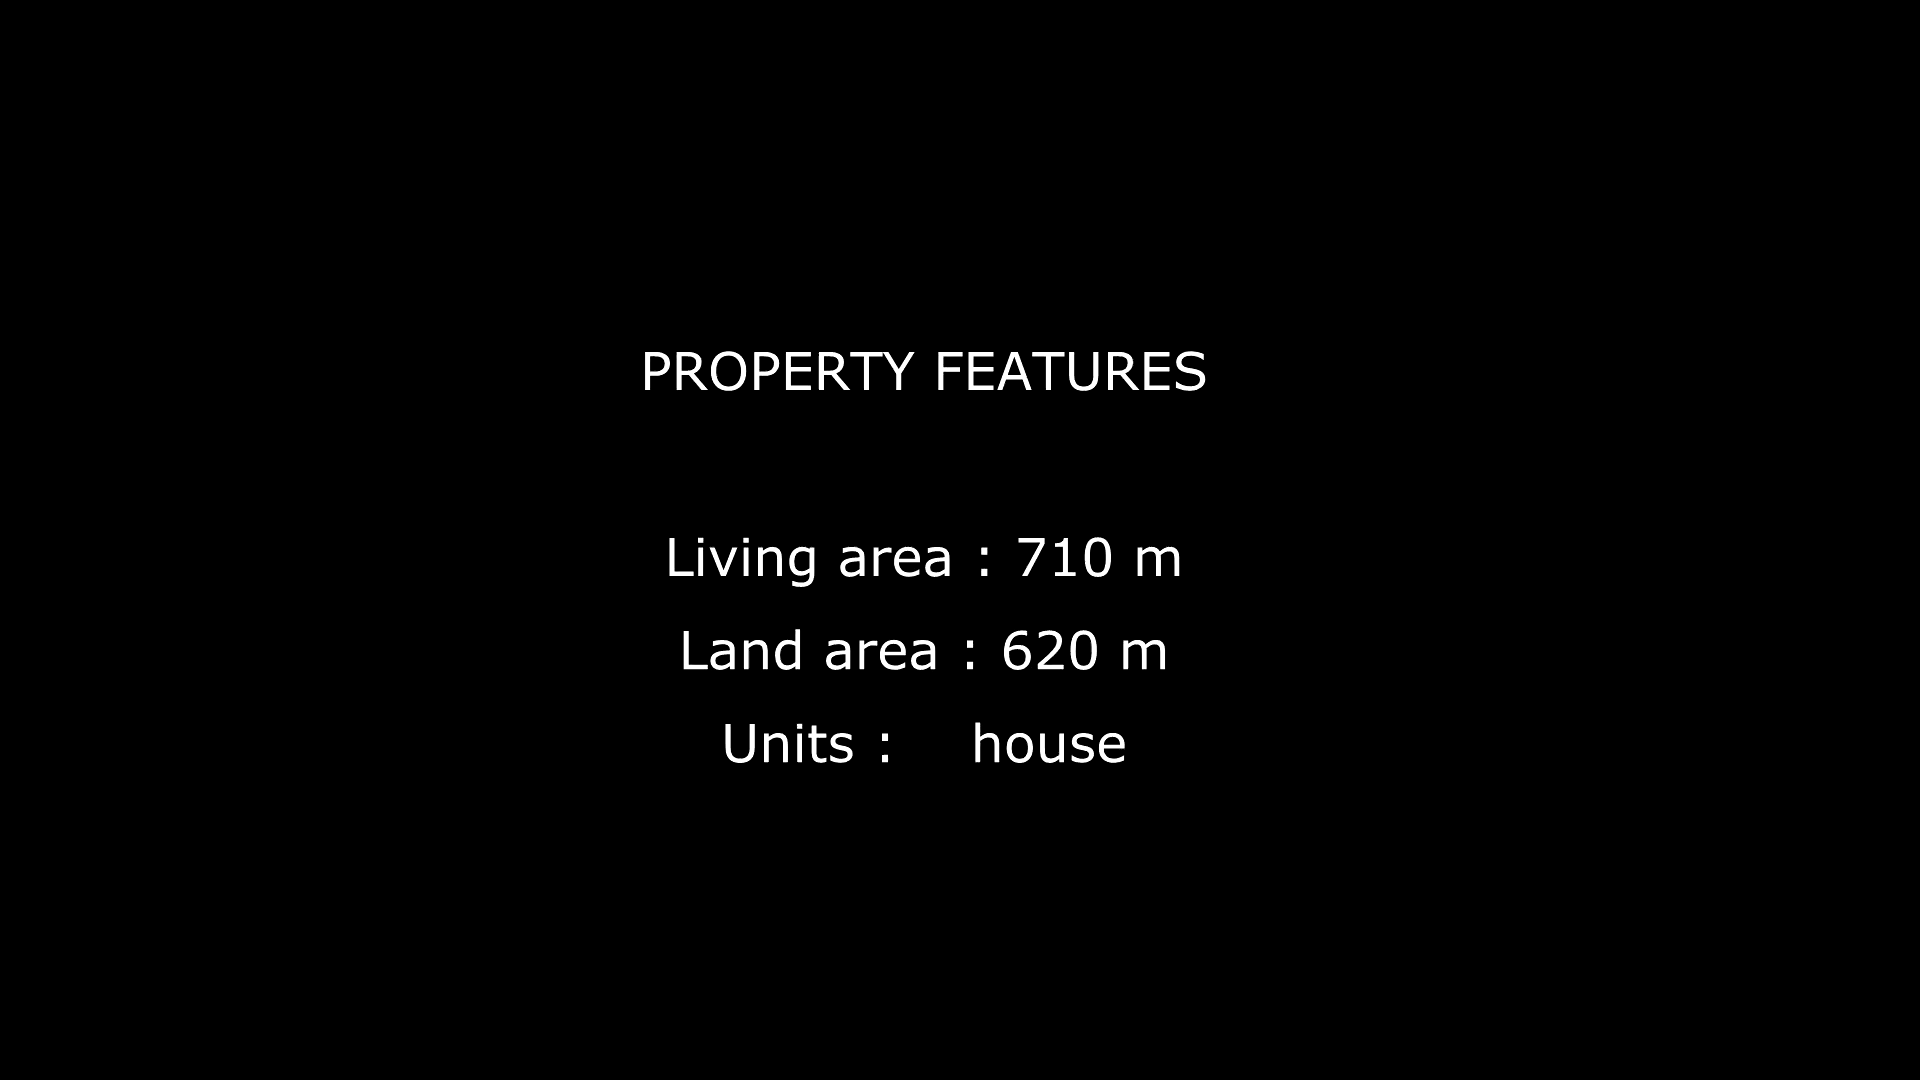 PROPERTY FEATURES
Living area : 710 m
Land area : 620 m
Units : house